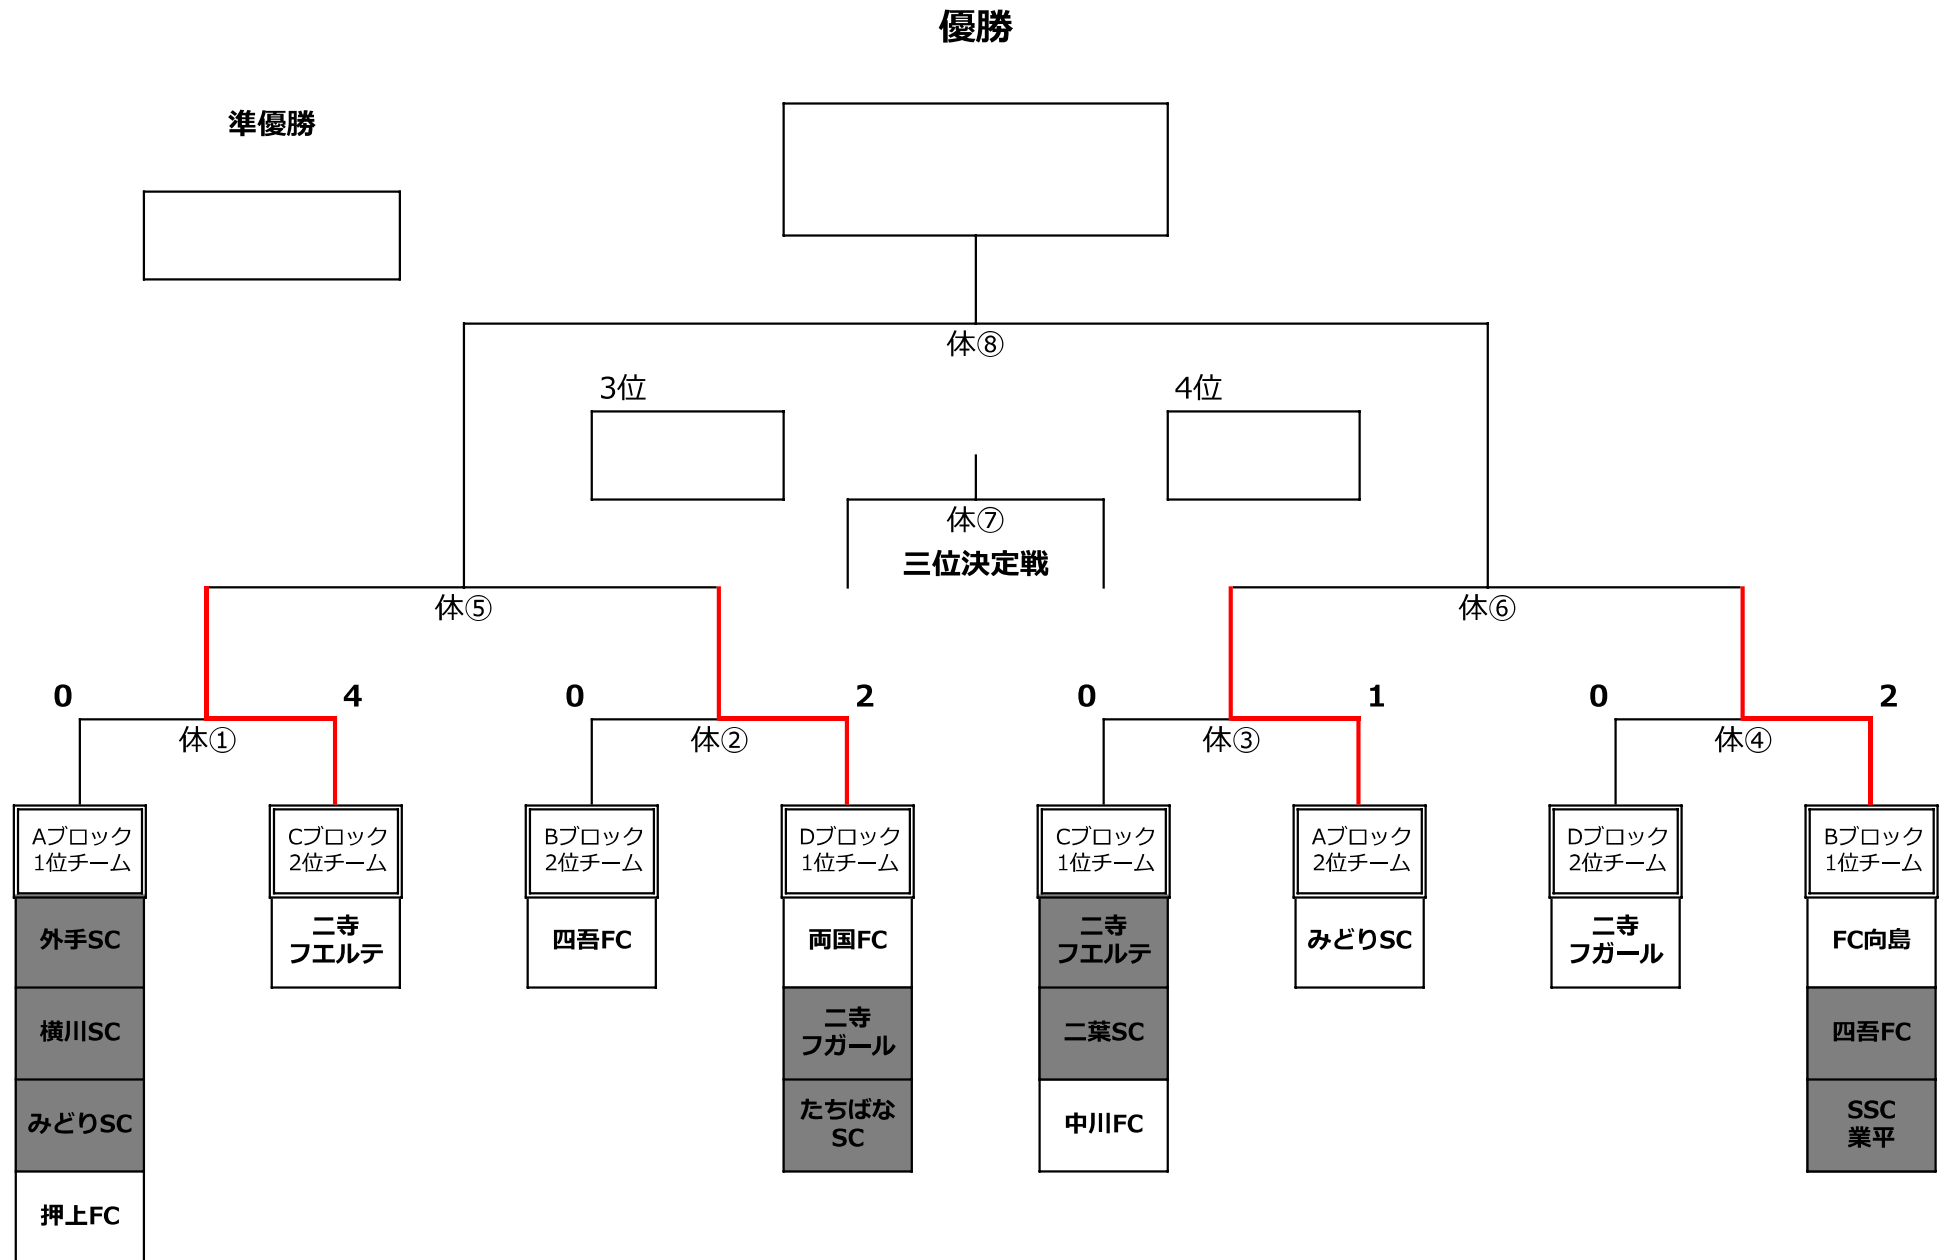 優勝
準優勝
体⑧
3位
4位
体⑦
三位決定戦
体⑤
体⑥
0
4
0
2
0
1
0
2
体①
体②
体③
体④
Aブロック
1位チーム
Cブロック
2位チーム
Bブロック
2位チーム
Dブロック
1位チーム
Cブロック
1位チーム
Aブロック
2位チーム
Dブロック
2位チーム
Bブロック
1位チーム
外手SC
二寺
フエルテ
四吾FC
両国FC
二寺
フエルテ
みどりSC
二寺
フガール
FC向島
横川SC
二寺
フガール
二葉SC
四吾FC
みどりSC
たちばな
SC
中川FC
SSC
業平
押上FC